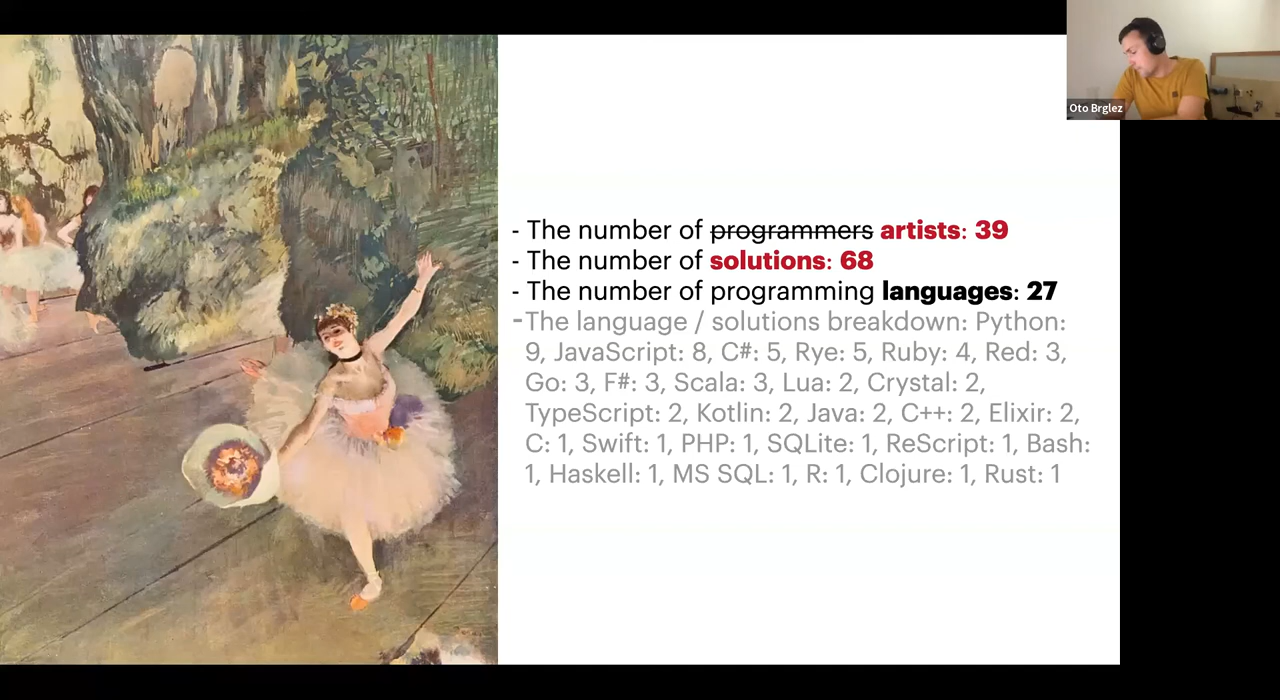 Oto Brglez
- The number of programmers artists: 39
- The number of solutions: 68
- The number of programming languages: 27
-The language / solutions breakdown: Python:
9, JavaScript: 8, C#: 5, Rye: 5, Ruby: 4, Red: 3,
Go: 3, F#: 3, Scala: 3, Lua: 2, Crystal: 2,
TypeScript: 2, Kotlin: 2, Java: 2, C++: 2, Elixir: 2,
C: 1, Swift: 1, PHP: 1, SQLite: 1, ReScript: 1, Bash:
1, Haskell: 1, MS SQL: 1, R: 1, Clojure: 1, Rust: 1